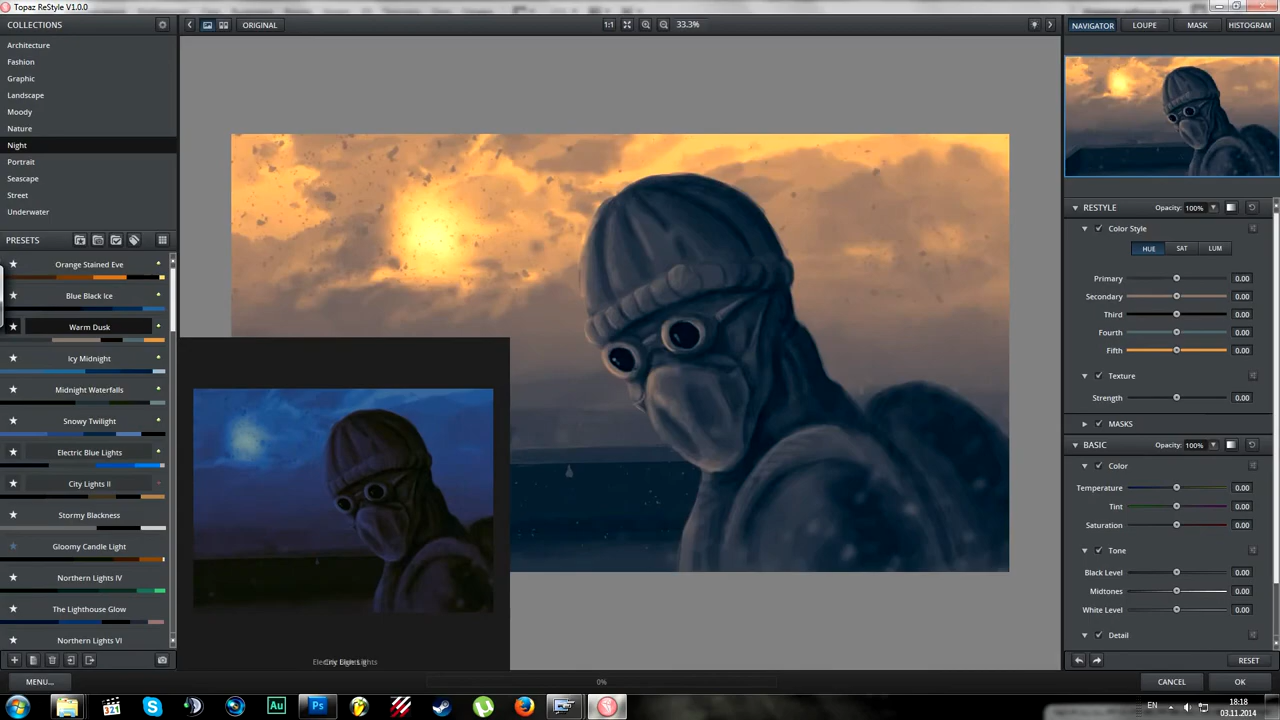 Topaz ReStyle V1.0.0
COLLECTIONS
ORIGINAL
1:1
33.3%
NAVIGATOR
LOUPE
MASK
HISTOGRAM
Architecture
Fashion
Graphic
Landscape
Moody
Nature
Night
Portrait
Seascape
Street
Underwater
PRESETS
Orange Stained Eve
Blue Black Ice
Warm Dusk
Icy Midnight
Midnight Waterfalls
Snowy Twilight
Electric Blue Lights
City Lights II
Stormy Blackness
Gloomy Candle Light
Northern Lights IV
The Lighthouse Glow
Northern Lights VI
RESTYLE
Opacity: 100%
Color Style
HUE
SAT
LUM
Primary 0.00
Secondary 0.00
Third 0.00
Fourth 0.00
Fifth 0.00
Texture
Strength 0.00
MASKS
BASIC
Opacity: 100%
Color
Temperature 0.00
Tint 0.00
Saturation 0.00
Tone
Black Level 0.00
Midtones 0.00
White Level 0.00
Detail
RESET
MENU...
0%
CANCEL
OK
Au
Ps
EN
18:18
03.11.2014